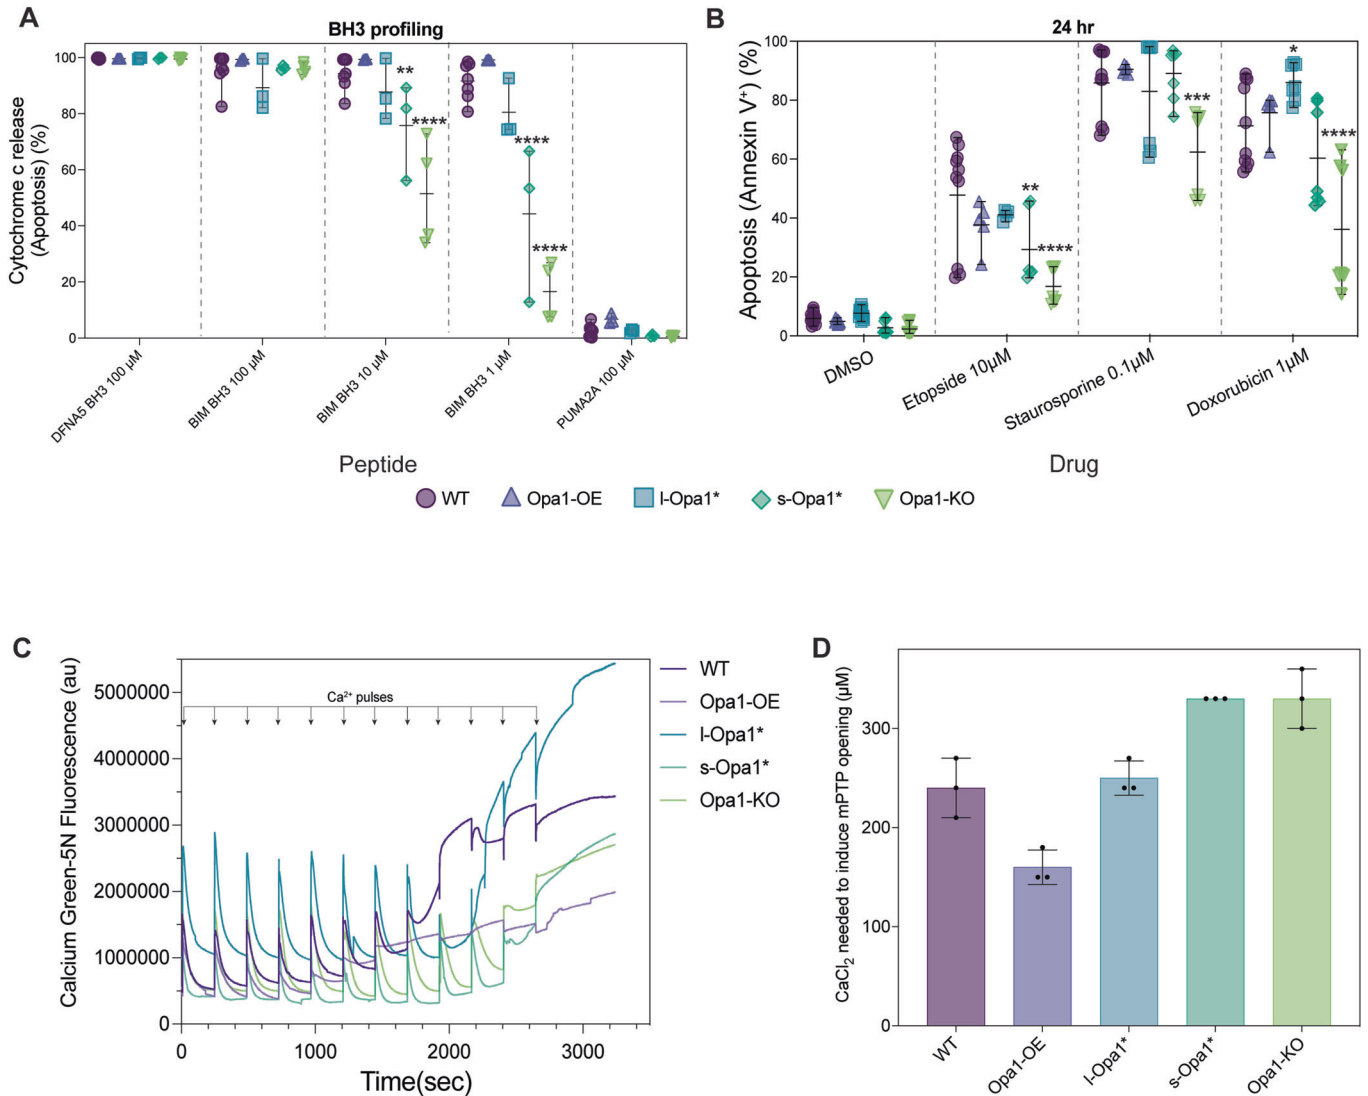 A
BH3 profiling
Cytochrome c release
(Apoptosis) (%)
100
80
60
40
20
0
**
****
****
****
DFNA5 BH3 100 µM
BIM BH3 100 µM
BIM BH3 10 µM
BIM BH3 1 µM
PUMA2A 100 µM
Peptide
B
24 hr
Apoptosis (Annexin V⁺) (%)
100
80
60
40
20
0
**
****
***
*
****
DMSO
Etopside 10µM
Staurosporine 0.1µM
Doxorubicin 1µM
Drug
WT
Opa1-OE
l-Opa1*
s-Opa1*
Opa1-KO
C
Calcium Green-5N Fluorescence (au)
5000000
4000000
3000000
2000000
1000000
0
Ca²⁺ pulses
0
1000
2000
3000
Time(sec)
WT
Opa1-OE
l-Opa1*
s-Opa1*
Opa1-KO
D
CaCl₂ needed to induce mPTP opening (µM)
300
200
100
0
WT
Opa1-OE
l-Opa1*
s-Opa1*
Opa1-KO